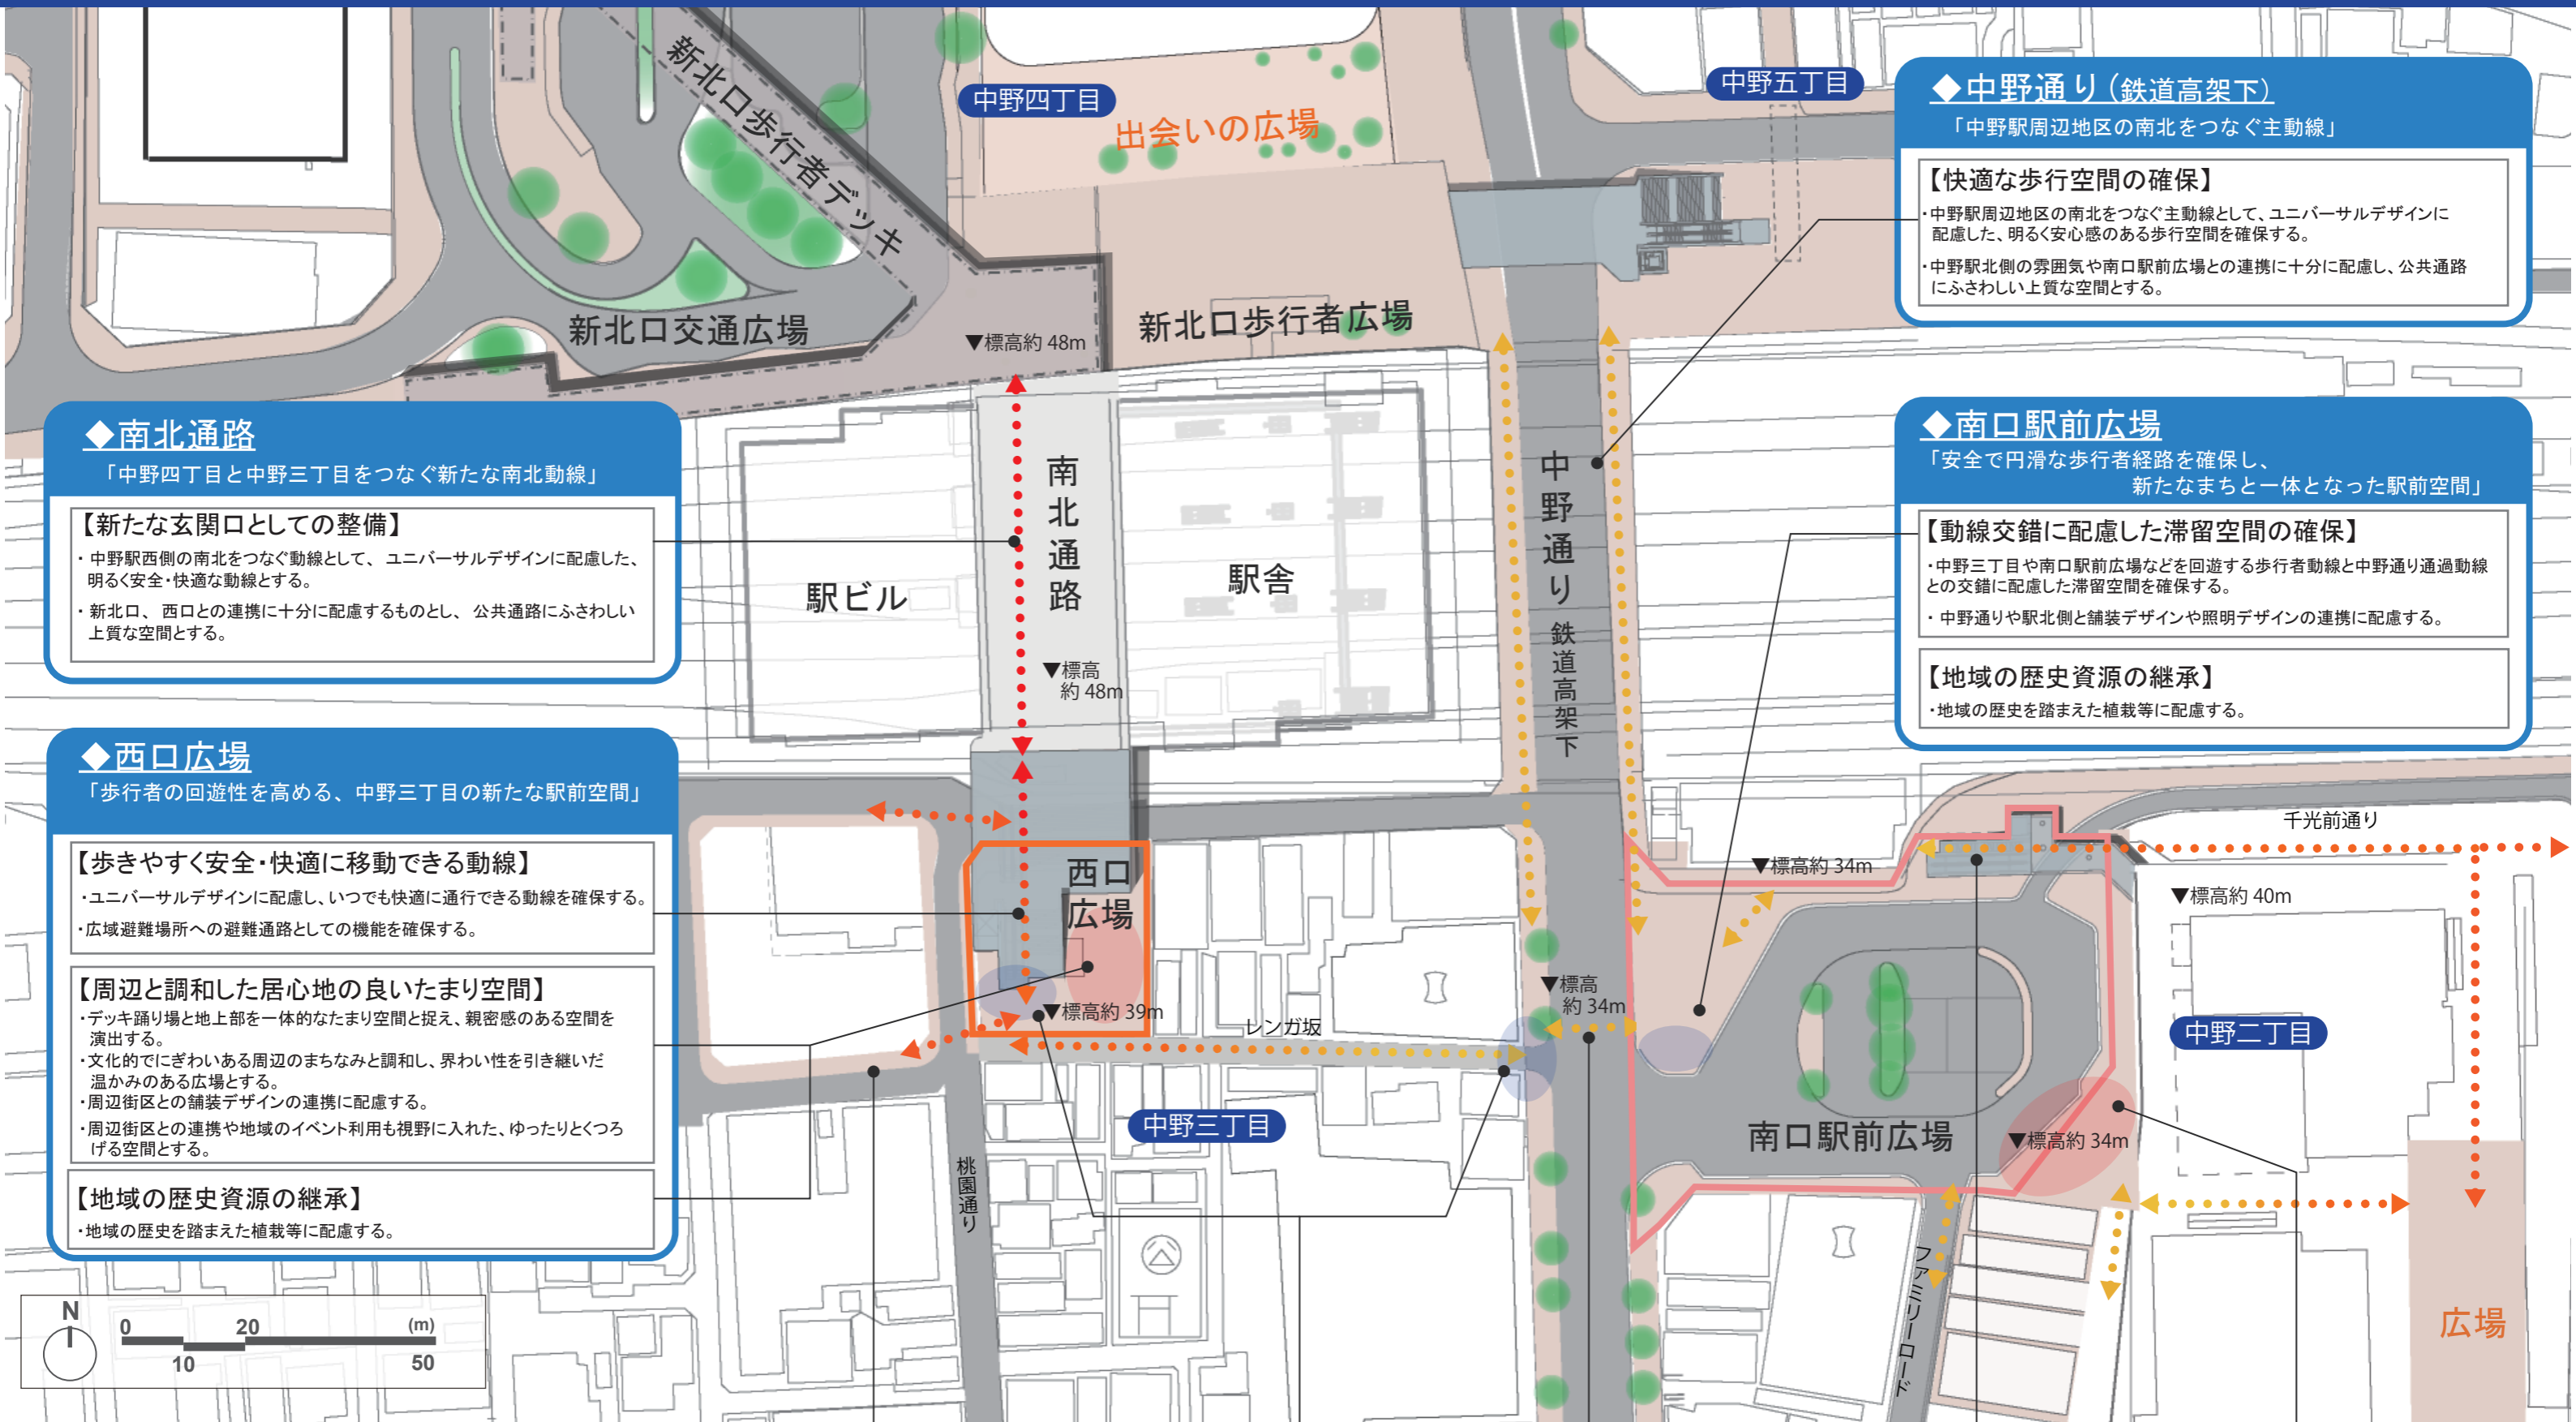 新北口歩行者デッキ
中野四丁目
出会いの広場
中野五丁目
新北口交通広場
▼標高約 48m
新北口歩行者広場
◆中野通り(鉄道高架下)
「中野駅周辺地区の南北をつなぐ主動線」
【快適な歩行空間の確保】
・中野駅周辺地区の南北をつなぐ主動線として、ユニバーサルデザインに
配慮した、明るく安心感のある歩行空間を確保する。
・中野駅北側の雰囲気や南口駅前広場との連携に十分に配慮し、公共通路
にふさわしい上質な空間とする。
◆南北通路
「中野四丁目と中野三丁目をつなぐ新たな南北動線」
【新たな玄関口としての整備】
・ 中野駅西側の南北をつなぐ動線として、ユニバーサルデザインに配慮した、
明るく安全・快適な動線とする。
・ 新北口、西口との連携に十分に配慮するものとし、公共通路にふさわしい
上質な空間とする。
南北通路
駅ビル
駅舎
▼標高
約 48m
中野通り 鉄道高架下
◆南口駅前広場
「安全で円滑な歩行者経路を確保し、
新たなまちと一体となった駅前空間」
【動線交錯に配慮した滞留空間の確保】
・中野三丁目や南口駅前広場などを回遊する歩行者動線と中野通り通過動線
との交錯に配慮した滞留空間を確保する。
・ 中野通りや駅北側と舗装デザインや照明デザインの連携に配慮する。
【地域の歴史資源の継承】
・地域の歴史を踏まえた植栽等に配慮する。
◆西口広場
「歩行者の回遊性を高める、中野三丁目の新たな駅前空間」
【歩きやすく安全・快適に移動できる動線】
・ユニバーサルデザインに配慮し、いつでも快適に通行できる動線を確保する。
・広域避難場所への避難通路としての機能を確保する。
【周辺と調和した居心地の良いたまり空間】
・デッキ踊り場と地上部を一体的なたまり空間と捉え、親密感のある空間を
演出する。
・文化的でにぎわいある周辺のまちなみと調和し、界わい性を引き継いだ
温かみのある広場とする。
・周辺街区との舗装デザインの連携に配慮する。
・周辺街区との連携や地域のイベント利用も視野に入れた、ゆったりとくつろ
げる空間とする。
【地域の歴史資源の継承】
・地域の歴史を踏まえた植栽等に配慮する。
西口
広場
▼標高約 39m
レンガ坂
▼標高
約 34m
千光前通り
▼標高約 34m
▼標高約 40m
中野二丁目
南口駅前広場
▼標高約 34m
中野三丁目
桃園通り
ファミリーロード
広場
N
0 20 (m)
10 50